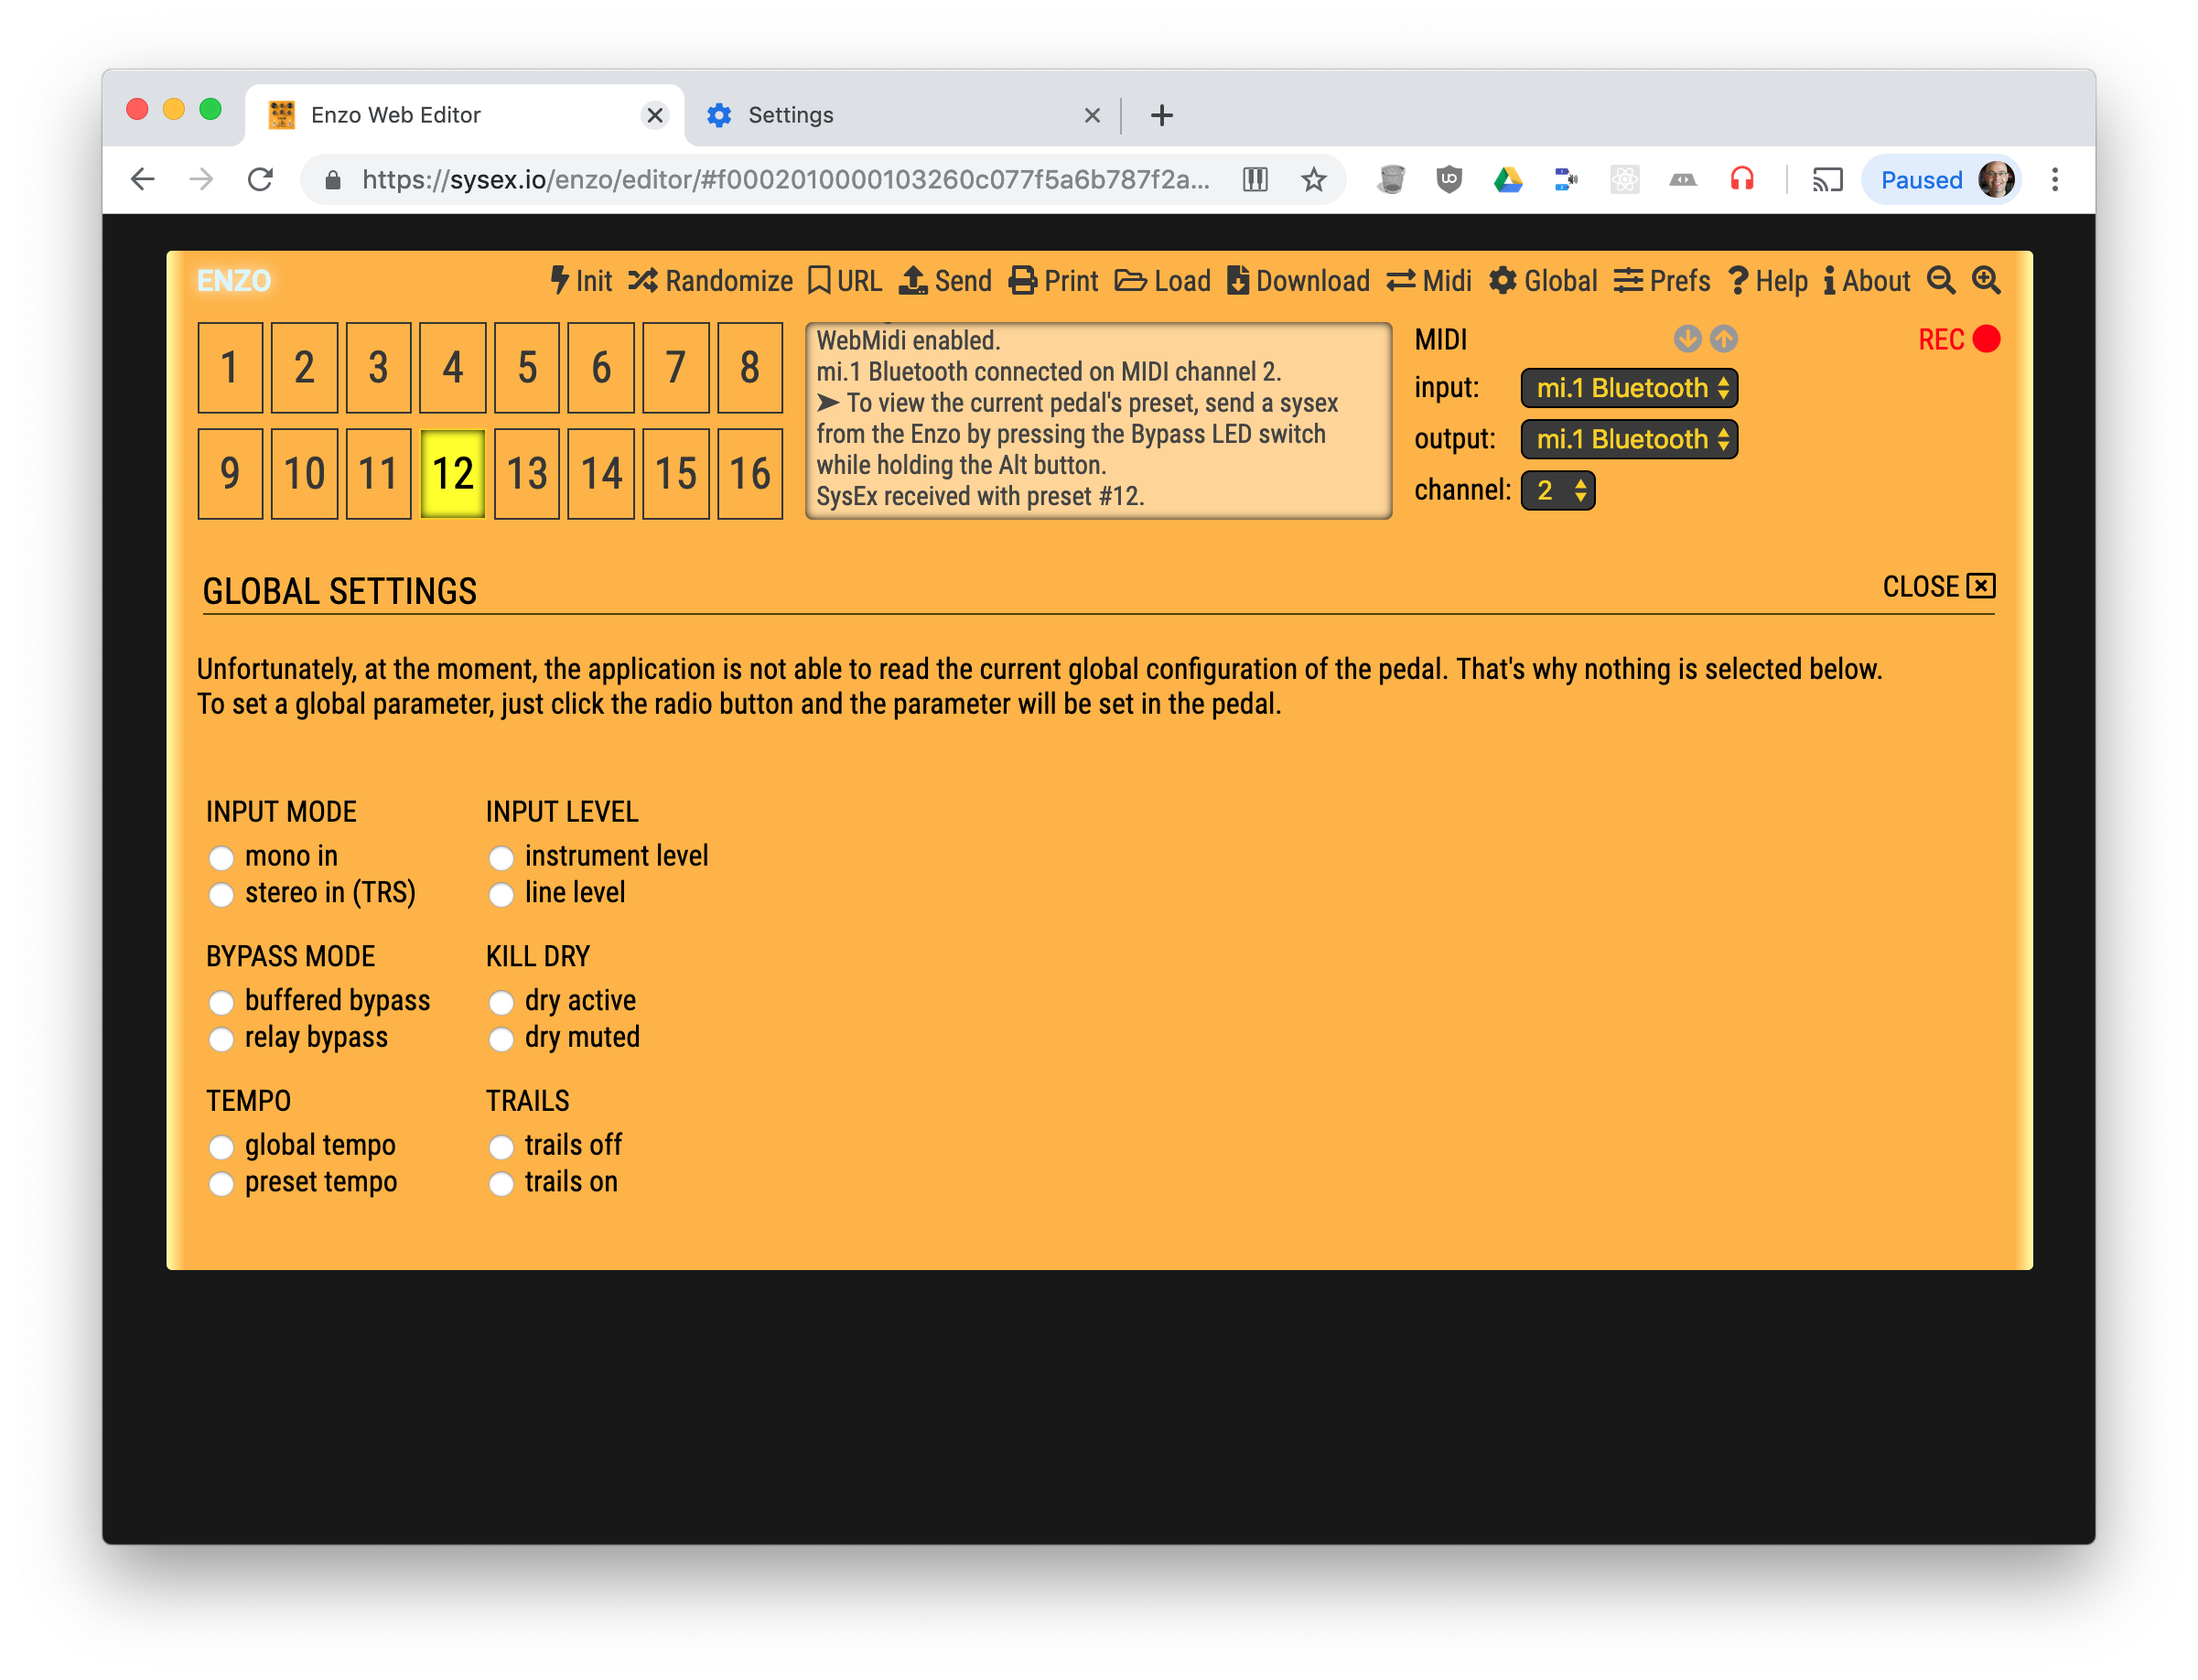 Enzo Web Editor
Settings
https://sysex.io/enzo/editor/#f0002010000103260c077f5a6b787f2a...
Paused
ENZO
Init Randomize URL Send Print Load Download Midi Global Prefs Help About
1 2 3 4 5 6 7 8
9 10 11 12 13 14 15 16
WebMidi enabled.
mi.1 Bluetooth connected on MIDI channel 2.
➤ To view the current pedal's preset, send a sysex
from the Enzo by pressing the Bypass LED switch
while holding the Alt button.
SysEx received with preset #12.
MIDI
REC
input: mi.1 Bluetooth
output: mi.1 Bluetooth
channel: 2
GLOBAL SETTINGS
CLOSE
Unfortunately, at the moment, the application is not able to read the current global configuration of the pedal. That's why nothing is selected below.
To set a global parameter, just click the radio button and the parameter will be set in the pedal.
INPUT MODE
mono in
stereo in (TRS)
INPUT LEVEL
instrument level
line level
BYPASS MODE
buffered bypass
relay bypass
KILL DRY
dry active
dry muted
TEMPO
global tempo
preset tempo
TRAILS
trails off
trails on